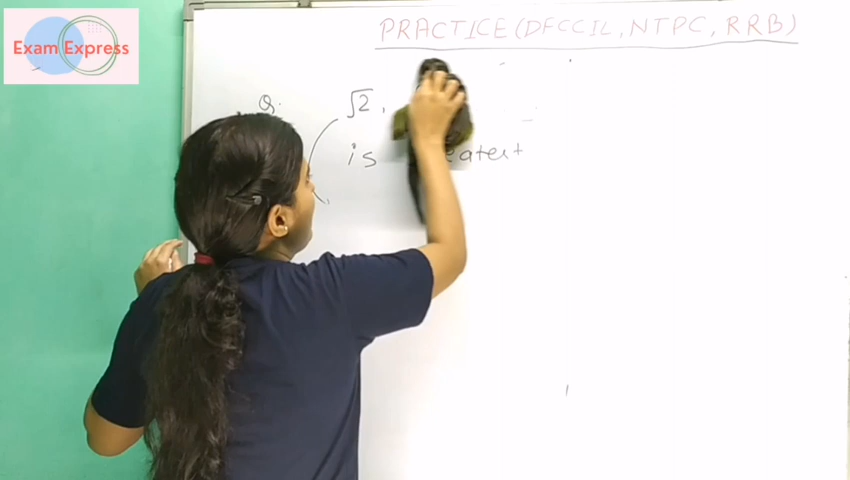 Exam Express
PRACTICE (DFCCIL, NTPC, RRB)
Q. √2,
is eatest